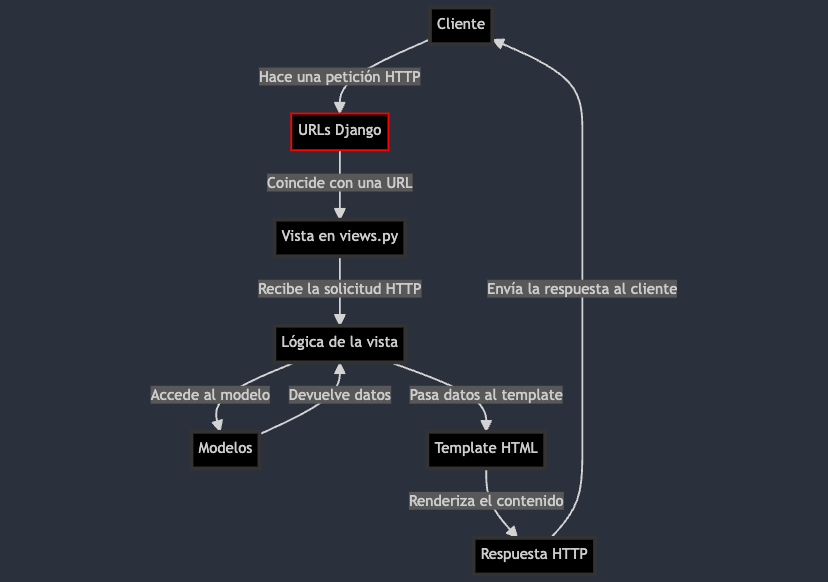 Cliente
Hace una petición HTTP
URLs Django
Coincide con una URL
Vista en views.py
Recibe la solicitud HTTP
Envía la respuesta al cliente
Lógica de la vista
Accede al modelo
Devuelve datos
Pasa datos al template
Modelos
Template HTML
Renderiza el contenido
Respuesta HTTP